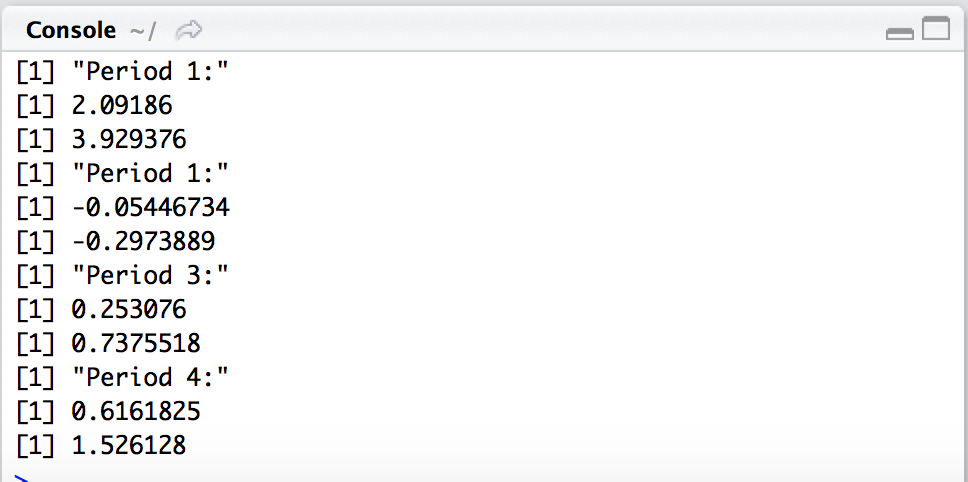 Console ~/
[1] "Period 1:"
[1] 2.09186
[1] 3.929376
[1] "Period 1:"
[1] -0.05446734
[1] -0.2973889
[1] "Period 3:"
[1] 0.253076
[1] 0.7375518
[1] "Period 4:"
[1] 0.6161825
[1] 1.526128
>